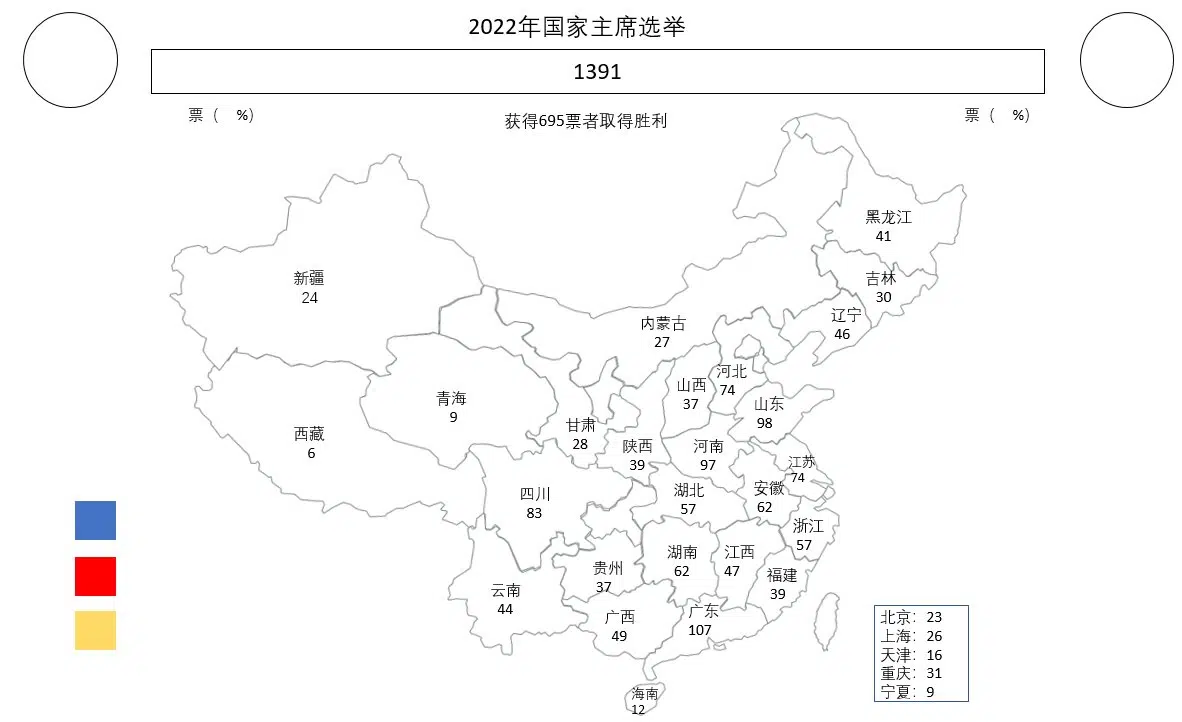 2022年国家主席选举
1391
票（ %）
获得695票者取得胜利
票（ %）
黑龙江
41
新疆
24
吉林
30
辽宁
46
内蒙古
27
河北
74
山西
37
青海
9
山东
98
甘肃
28
西藏
6
陕西
39
河南
97
江苏
74
四川
83
湖北
57
安徽
62
浙江
57
湖南
62
江西
47
贵州
37
福建
39
云南
44
广西
49
广东
107
北京：23
上海：26
天津：16
重庆：31
宁夏：9
海南
12